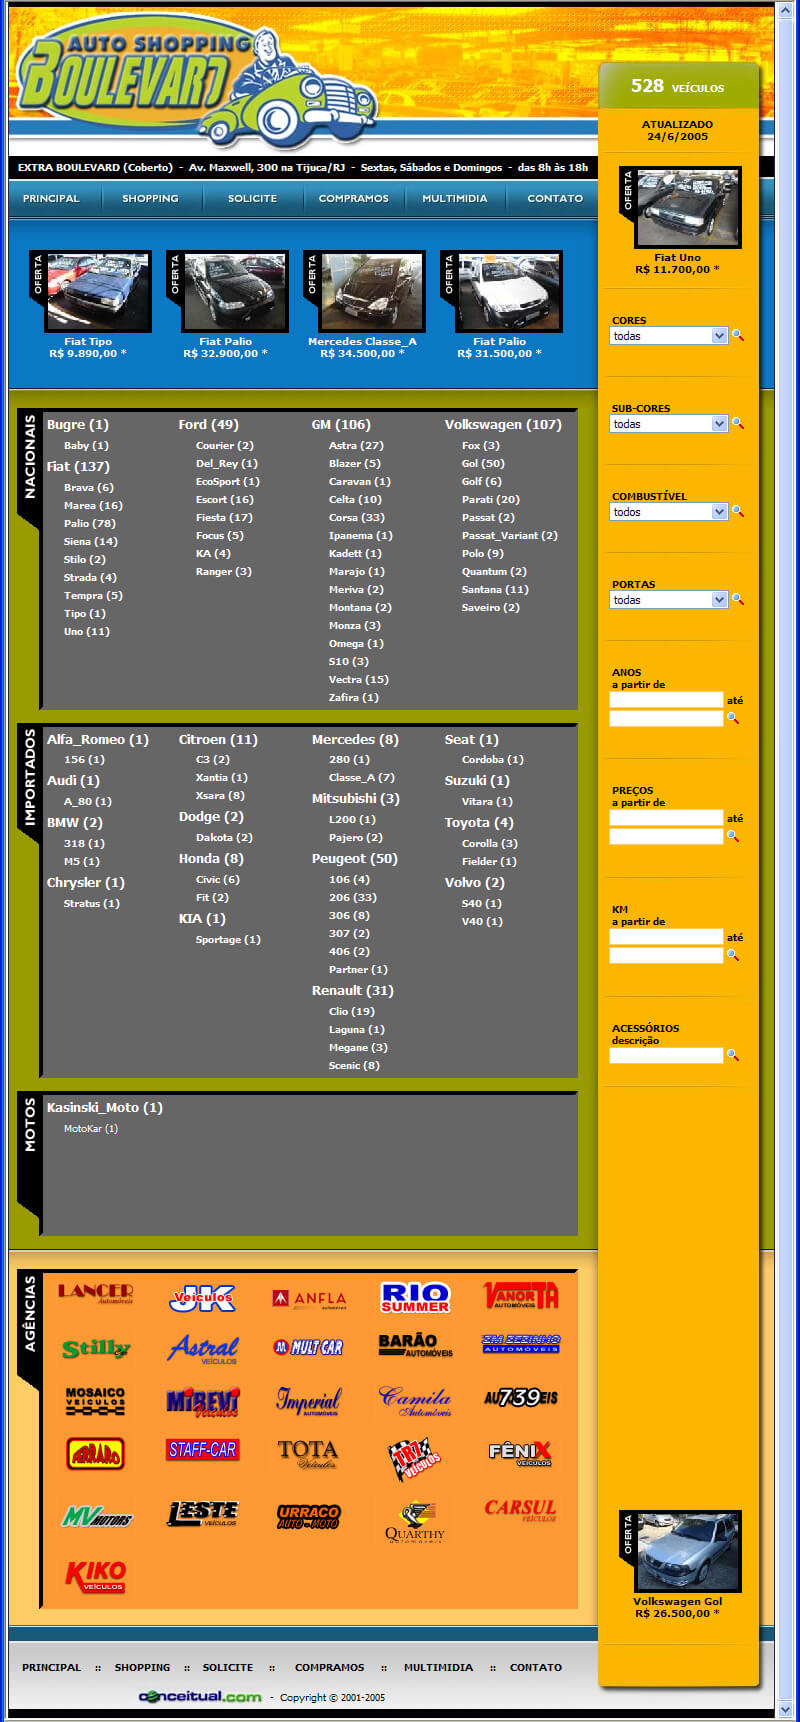 AUTO SHOPPING
BOULEVARD
528 VEÍCULOS
ATUALIZADO
24/6/2005
EXTRA BOULEVARD (Coberto) - Av. Maxwell, 300 na Tijuca/RJ - Sextas, Sábados e Domingos - das 8h às 18h
PRINCIPAL SHOPPING SOLICITE COMPRAMOS MULTIMIDIA CONTATO
OFERTA
Fiat Tipo
R$ 9.890,00 *
OFERTA
Fiat Palio
R$ 32.900,00 *
OFERTA
Mercedes Classe_A
R$ 34.500,00 *
OFERTA
Fiat Palio
R$ 31.500,00 *
OFERTA
Fiat Uno
R$ 11.700,00 *
CORES
todas
SUB-CORES
todas
COMBUSTÍVEL
todos
PORTAS
todas
ANOS
a partir de
até
PREÇOS
a partir de
até
KM
a partir de
até
ACESSÓRIOS
descrição
NACIONAIS
Bugre (1)
Baby (1)
Fiat (137)
Brava (6)
Marea (16)
Palio (78)
Siena (14)
Stilo (2)
Strada (4)
Tempra (5)
Tipo (1)
Uno (11)
Ford (49)
Courier (2)
Del_Rey (1)
EcoSport (1)
Escort (16)
Fiesta (17)
Focus (5)
KA (4)
Ranger (3)
GM (106)
Astra (27)
Blazer (5)
Caravan (1)
Celta (10)
Corsa (33)
Ipanema (1)
Kadett (1)
Marajo (1)
Meriva (2)
Montana (2)
Monza (3)
Omega (1)
S10 (3)
Vectra (15)
Zafira (1)
Volkswagen (107)
Fox (3)
Gol (50)
Golf (6)
Parati (20)
Passat (2)
Passat_Variant (2)
Polo (9)
Quantum (2)
Santana (11)
Saveiro (2)
IMPORTADOS
Alfa_Romeo (1)
156 (1)
Audi (1)
A_80 (1)
BMW (2)
318 (1)
M5 (1)
Chrysler (1)
Stratus (1)
Citroen (11)
C3 (2)
Xantia (1)
Xsara (8)
Dodge (2)
Dakota (2)
Honda (8)
Civic (6)
Fit (2)
KIA (1)
Sportage (1)
Mercedes (8)
280 (1)
Classe_A (7)
Mitsubishi (3)
L200 (1)
Pajero (2)
Peugeot (50)
106 (4)
206 (33)
306 (8)
307 (2)
406 (2)
Partner (1)
Renault (31)
Clio (19)
Laguna (1)
Megane (3)
Scenic (8)
Seat (1)
Cordoba (1)
Suzuki (1)
Vitara (1)
Toyota (4)
Corolla (3)
Fielder (1)
Volvo (2)
S40 (1)
V40 (1)
MOTOS
Kasinski_Moto (1)
MotoKar (1)
AGÊNCIAS
LANCER Automóveis
JK Veículos
ANFLA automóveis
RIO SUMMER
VANORTA AUTOMÓVEIS
Stilly Car
Astral VEÍCULOS
M MULT CAR
BARÃO AUTOMÓVEIS
ZM ZEZINHO AUTOMÓVEIS
MOSAICO VEÍCULOS
MIREVI Veículos
Imperial AUTOMÓVEIS
Camila Automóveis
AU739EIS
FERRARO
STAFF-CAR
TOTA Veículos
TR7 VEÍCULOS
FÊNIX VEÍCULOS
MV MOTORS
LESTE VEÍCULOS
URRACO AUTO-MOTO
QUARTHY automóveis
CARSUL VEÍCULOS
KIKO VEÍCULOS
OFERTA
Volkswagen Gol
R$ 26.500,00 *
PRINCIPAL :: SHOPPING :: SOLICITE :: COMPRAMOS :: MULTIMIDIA :: CONTATO
conceitual.com - Copyright © 2001-2005